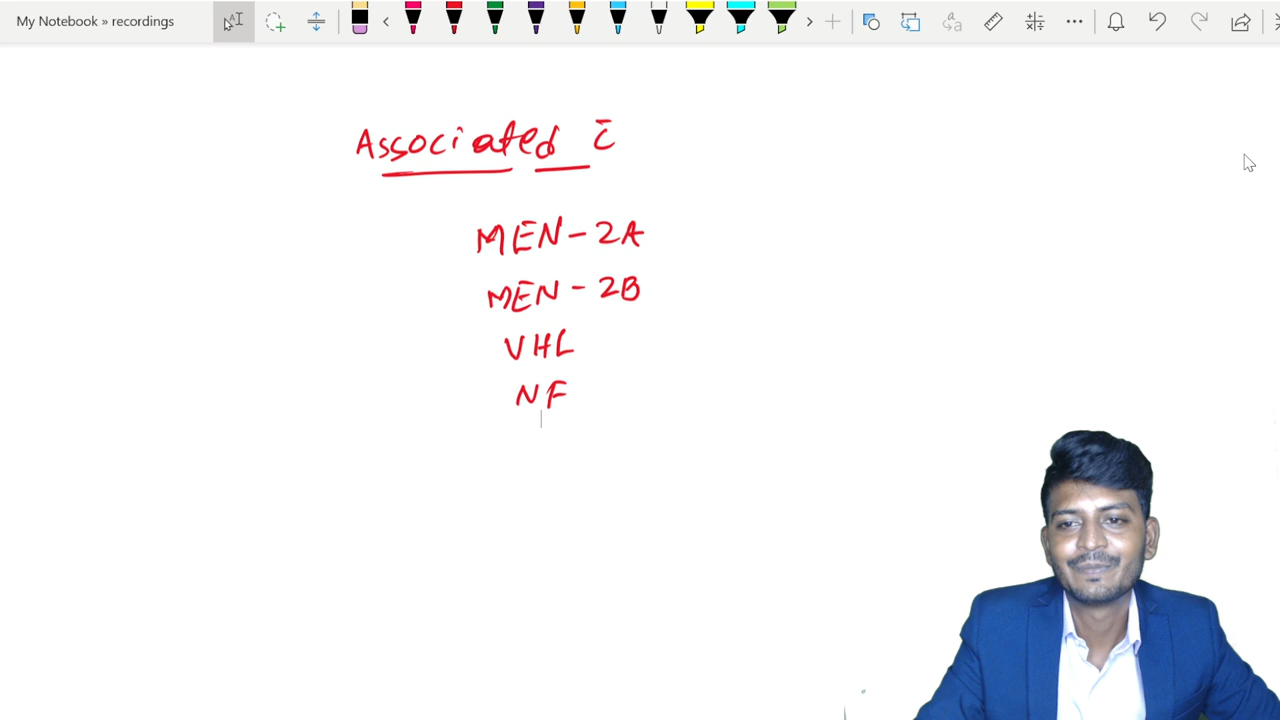 My Notebook » recordings
Associated c̄
MEN-2A
MEN-2B
VHL
NF